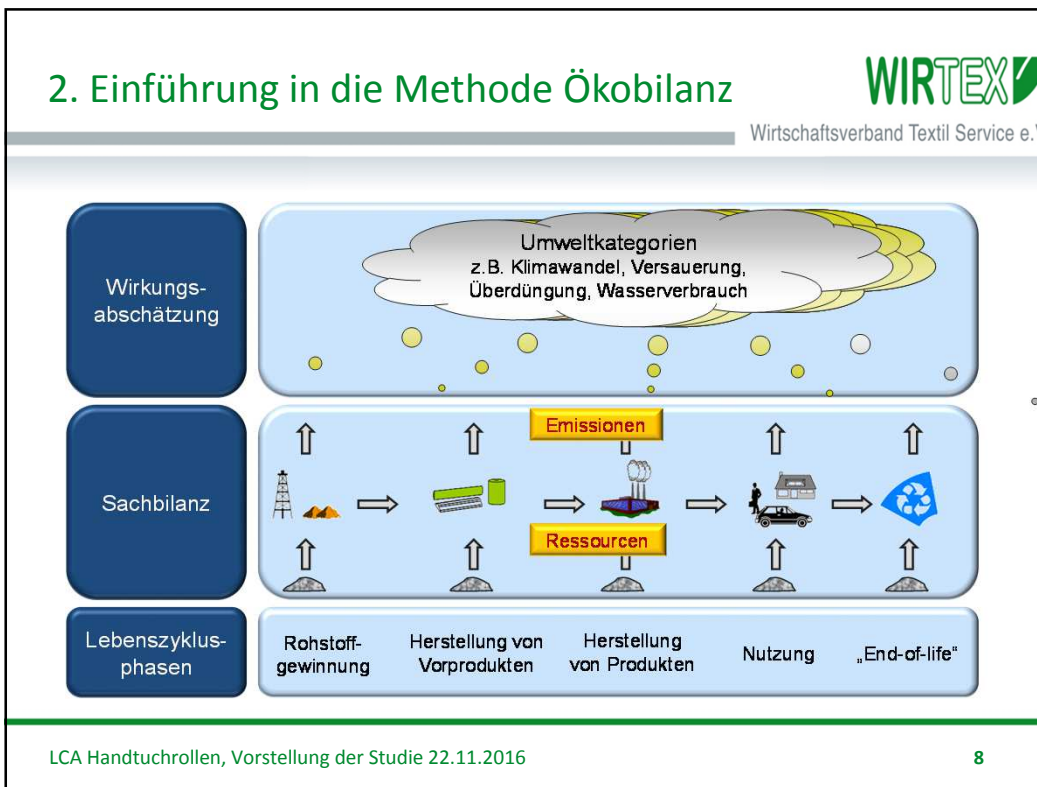 2. Einführung in die Methode Ökobilanz
WIRTEX
Wirtschaftsverband Textil Service e.V
Wirkungs-
abschätzung
Umweltkategorien
z.B. Klimawandel, Versauerung,
Überdüngung, Wasserverbrauch
Sachbilanz
Emissionen
Ressourcen
Lebenszyklus-
phasen
Rohstoff-
gewinnung
Herstellung von
Vorprodukten
Herstellung
von Produkten
Nutzung
„End-of-life“
LCA Handtuchrollen, Vorstellung der Studie 22.11.2016
8